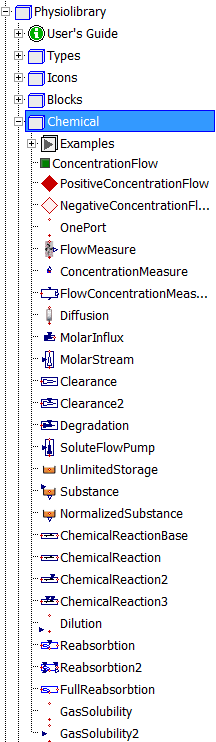 Physiolibrary
User's Guide
Types
Icons
Blocks
Chemical
Examples
ConcentrationFlow
PositiveConcentrationFlow
NegativeConcentrationFl...
OnePort
FlowMeasure
ConcentrationMeasure
FlowConcentrationMeas...
Diffusion
MolarInflux
MolarStream
Clearance
Clearance2
Degradation
SoluteFlowPump
UnlimitedStorage
Substance
NormalizedSubstance
ChemicalReactionBase
ChemicalReaction
ChemicalReaction2
ChemicalReaction3
Dilution
Reabsorbtion
Reabsorbtion2
FullReabsorbtion
GasSolubility
GasSolubility2